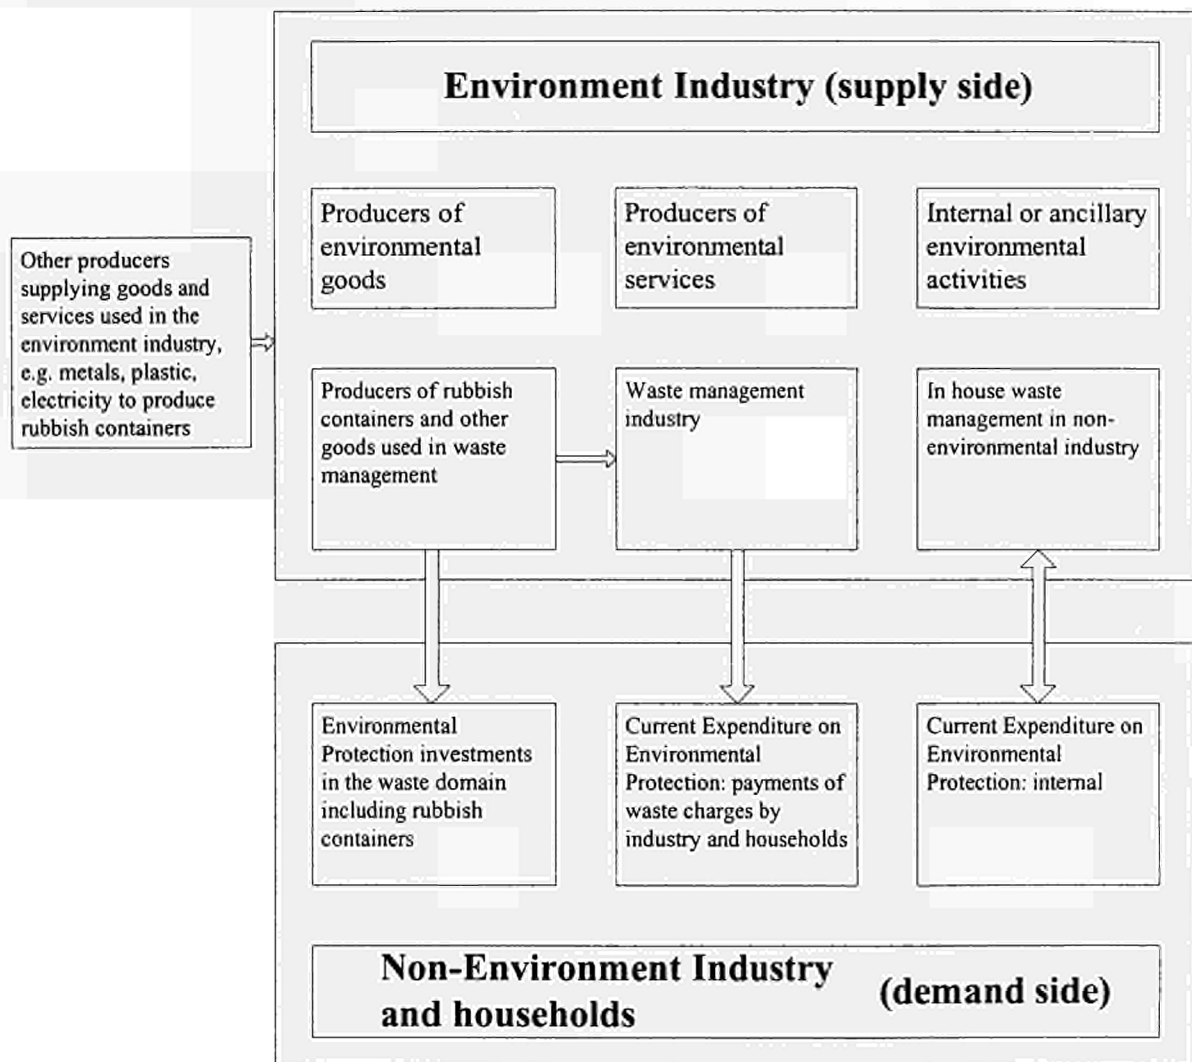 Environment Industry (supply side)
Other producers
supplying goods and
services used in the
environment industry,
e.g. metals, plastic,
electricity to produce
rubbish containers
Producers of
environmental
goods
Producers of
environmental
services
Internal or ancillary
environmental
activities
Producers of rubbish
containers and other
goods used in waste
management
Waste management
industry
In house waste
management in non-
environmental industry
Environmental
Protection investments
in the waste domain
including rubbish
containers
Current Expenditure on
Environmental
Protection: payments of
waste charges by
industry and households
Current Expenditure on
Environmental
Protection: internal
Non-Environment Industry
and households
(demand side)